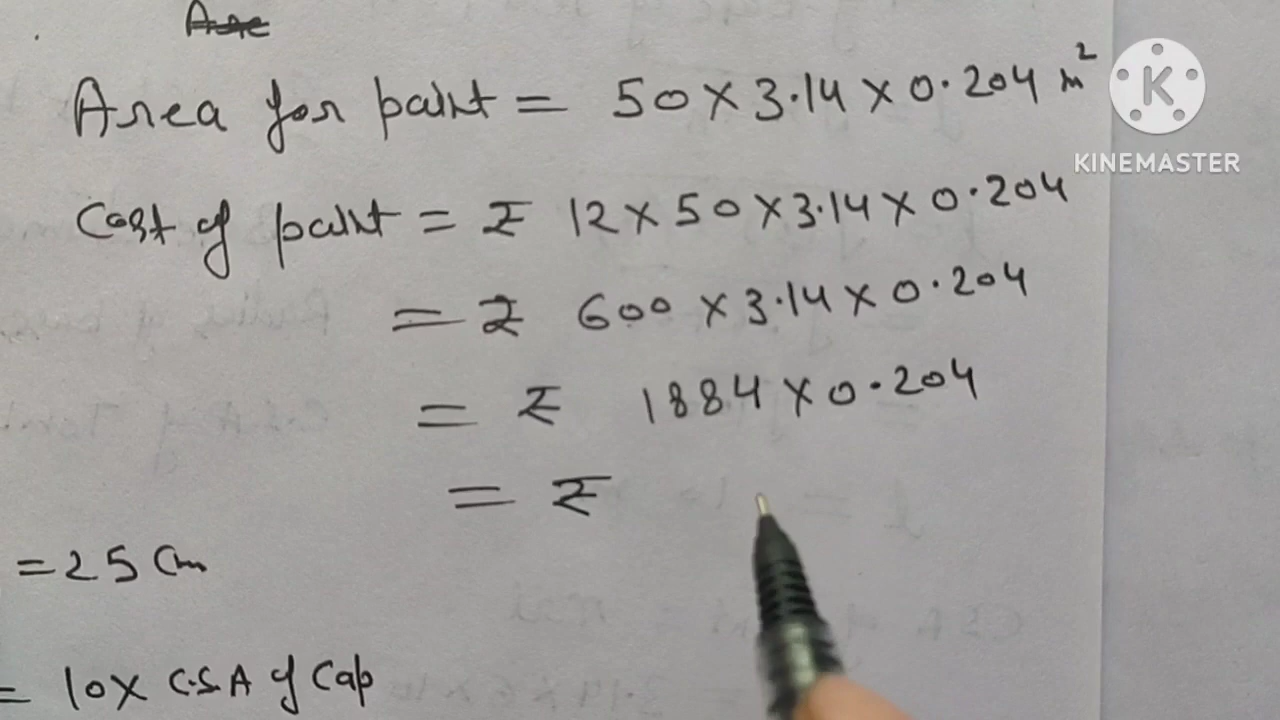 Area for paint = 50 × 3.14 × 0.204 m²
KINEMASTER
Cost of paint = ₹ 12 × 50 × 3.14 × 0.204
= ₹ 600 × 3.14 × 0.204
= ₹ 1884 × 0.204
= ₹
= 25 Cm
= 10 × C.S.A of Cap